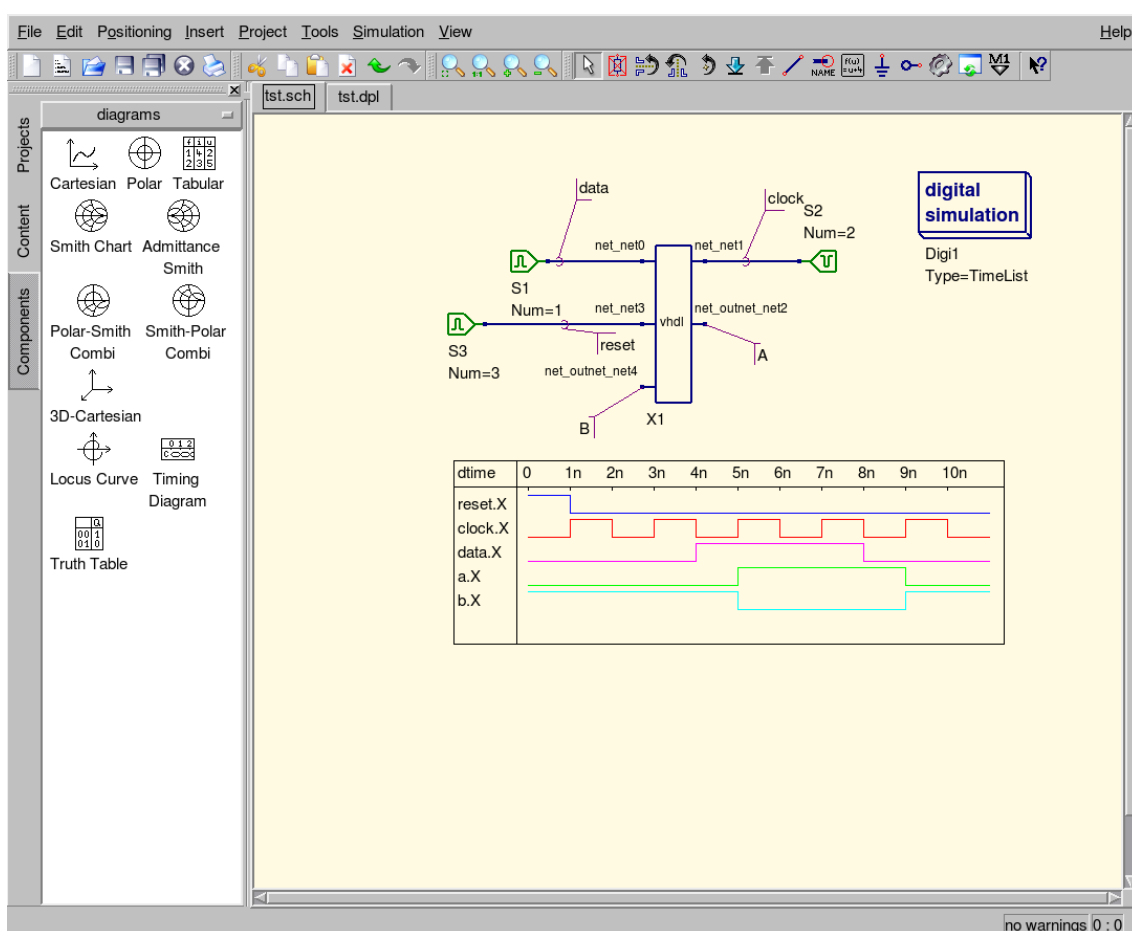 File Edit Positioning Insert Project Tools Simulation View Help
NAME
M1
tst.sch tst.dpl
Projects
Content
Components
diagrams
Cartesian Polar Tabular
Smith Chart Admittance
Smith
Polar-Smith Smith-Polar
Combi Combi
3D-Cartesian
Locus Curve Timing
Diagram
Truth Table
data
clock
S2
Num=2
net_net0 net_net1
S1
Num=1
net_net3 net_outnet_net2
vhdl
reset
A
S3
Num=3
net_outnet_net4
B
X1
digital
simulation
Digi1
Type=TimeList
dtime 0 1n 2n 3n 4n 5n 6n 7n 8n 9n 10n
reset.X
clock.X
data.X
a.X
b.X
no warnings 0 : 0